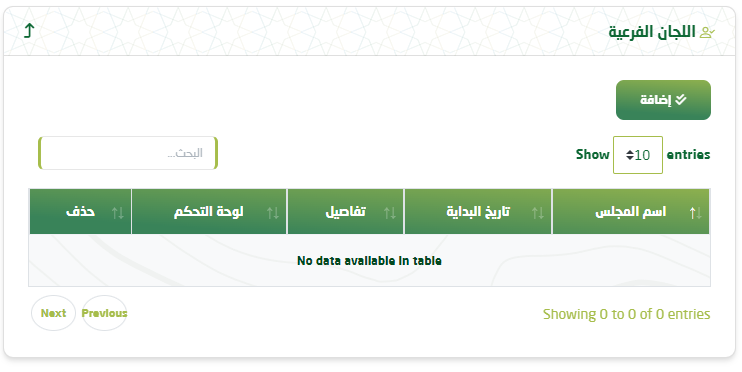 اللجان الفرعية
إضافة
Show 10 entries
البحث...
اسم المجلس تاريخ البداية تفاصيل لوحة التحكم حذف
No data available in table
Showing 0 to 0 of 0 entries
Previous Next